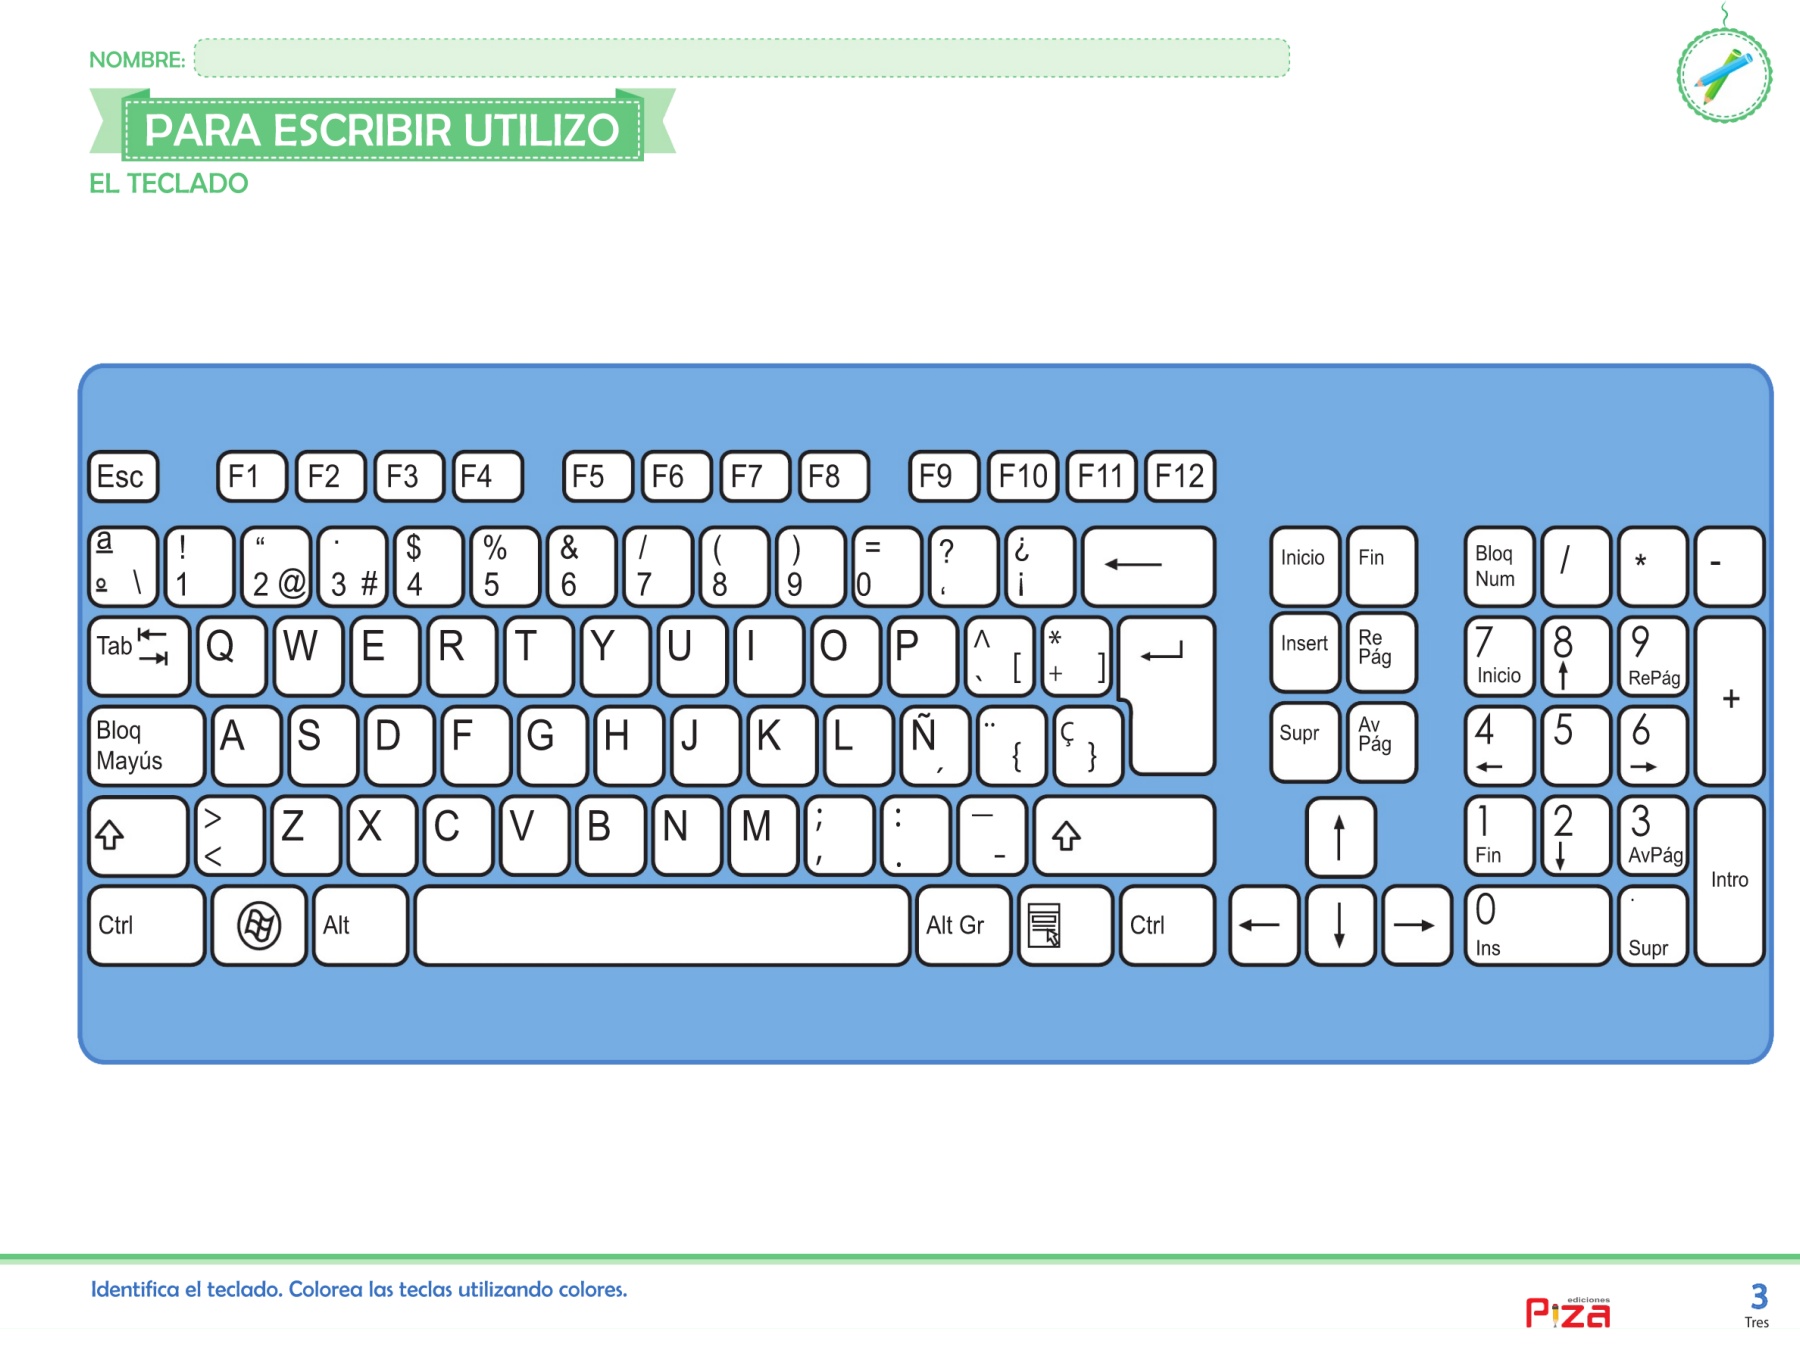 NOMBRE:
PARA ESCRIBIR UTILIZO
EL TECLADO
Esc F1 F2 F3 F4 F5 F6 F7 F8 F9 F10 F11 F12
ª ! “ · $ % & / ( ) = ? ¿
º \ 1 2 @ 3 # 4 5 6 7 8 9 0 ‘ ¡ ←
Inicio Fin Bloq Num / * -
Tab Q W E R T Y U I O P ^ ` [ * + ] ↵
Insert Re Pág 7 Inicio 8 ↑ 9 RePág +
Bloq Mayús A S D F G H J K L Ñ ´ ¨ { Ç }
Supr Av Pág 4 ← 5 6 →
⇧ > < Z X C V B N M ; , : . — - ⇧
↑ 1 Fin 2 ↓ 3 AvPág Intro
Ctrl Alt Alt Gr Ctrl ← ↓ → 0 Ins . Supr
Identifica el teclado. Colorea las teclas utilizando colores.
ediciones
Piza
3
Tres